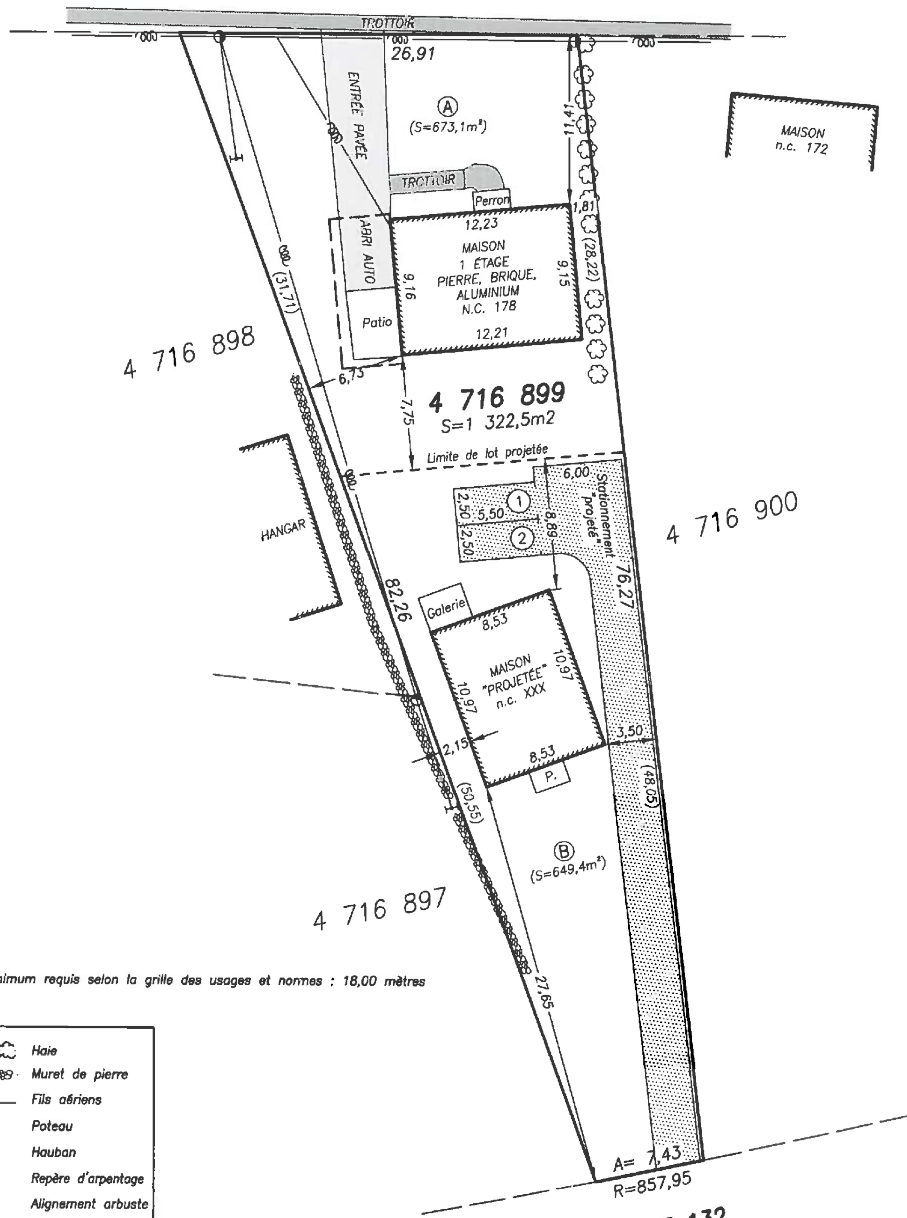 TROTTOIR
26,91
ENTRÉE PAVÉE
A
(S=673,1m²)
11,41
MAISON
n.c. 172
TROTTOIR
Perron
1,81
12,23
MAISON
1 ÉTAGE
PIERRE, BRIQUE,
ALUMINIUM
N.C. 178
12,21
9,16
9,15
(28,22)
ABRI AUTO
Patio
(31,71)
4 716 898
6,73
7,75
4 716 899
S=1 322,5m2
Limite de lot projetée
6,00
Stationnement
"projeté"
1
2,50
5,50
2
2,50
8,89
4 716 900
76,27
HANGAR
82,26
Galerie
8,53
MAISON
"PROJETÉE"
n.c. XXX
10,97
10,97
8,53
P.
2,15
3,50
(50,55)
(48,05)
B
(S=649,4m²)
4 716 897
27,65
nimum requis selon la grille des usages et normes : 18,00 mètres
Haie
Muret de pierre
Fils aériens
Poteau
Hauban
Repère d'arpentage
Alignement arbuste
A= 7,43
R=857,95
132